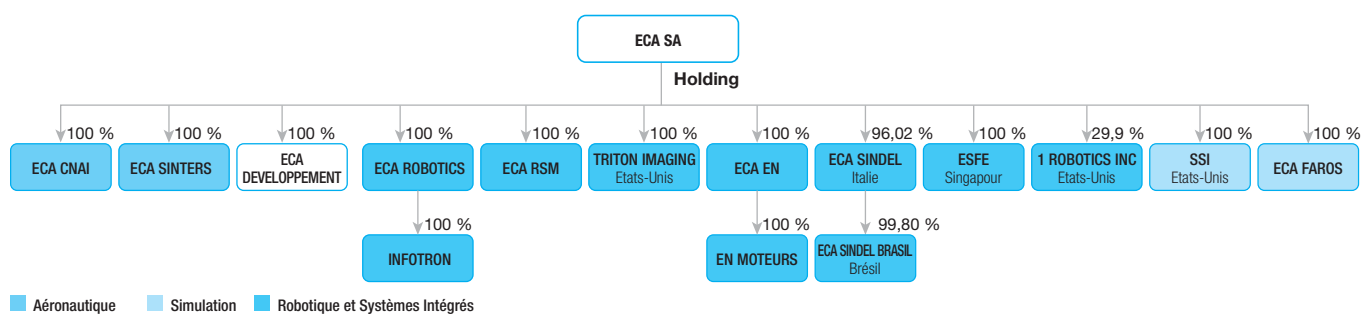 ECA SA
Holding
100 % 100 % 100 % 100 % 100 % 100 % 100 % 96,02 % 100 % 29,9 % 100 % 100 %
ECA CNAI
ECA SINTERS
ECA
DEVELOPPEMENT
ECA ROBOTICS
ECA RSM
TRITON IMAGING
Etats-Unis
ECA EN
ECA SINDEL
Italie
ESFE
Singapour
1 ROBOTICS INC
Etats-Unis
SSI
Etats-Unis
ECA FAROS
100 % 100 % 99,80 %
INFOTRON
EN MOTEURS
ECA SINDEL BRASIL
Brésil
Aéronautique Simulation Robotique et Systèmes Intégrés